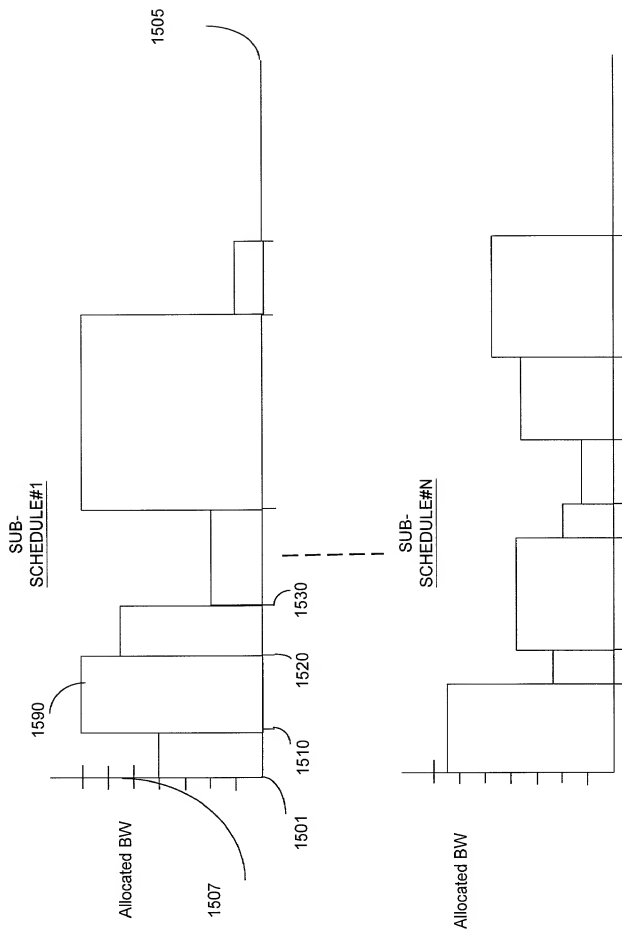 SUB-
SCHEDULE#1
Allocated BW
1590
1505
1507
1501
1510
1520
1530
SUB-
SCHEDULE#N
Allocated BW